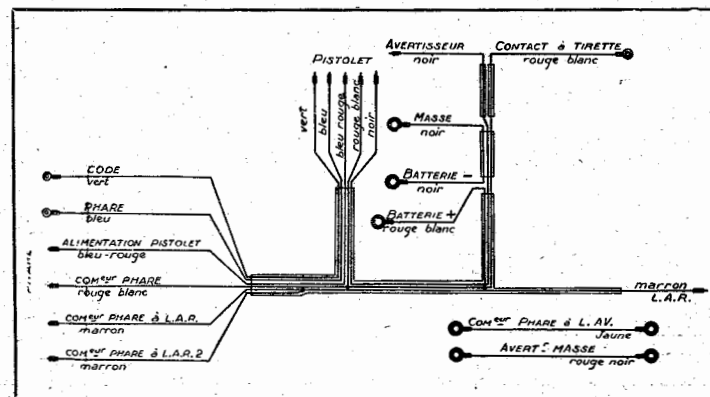 AVERTISSEUR
noir
CONTACT à TIRETTE
rouge blanc
PISTOLET
vert
bleu
bleu rouge
rouge blanc
noir
MASSE
noir
BATTERIE -
noir
BATTERIE +
rouge blanc
CODE
vert
PHARE
bleu
ALIMENTATION PISTOLET
bleu-rouge
COMeur PHARE
rouge blanc
COMeur PHARE à L.A.R.
marron
COMeur PHARE à L.A.R.2
marron
marron
L.A.R.
COMeur PHARE à L.AV.
Jaune
AVERTr MASSE
rouge noir